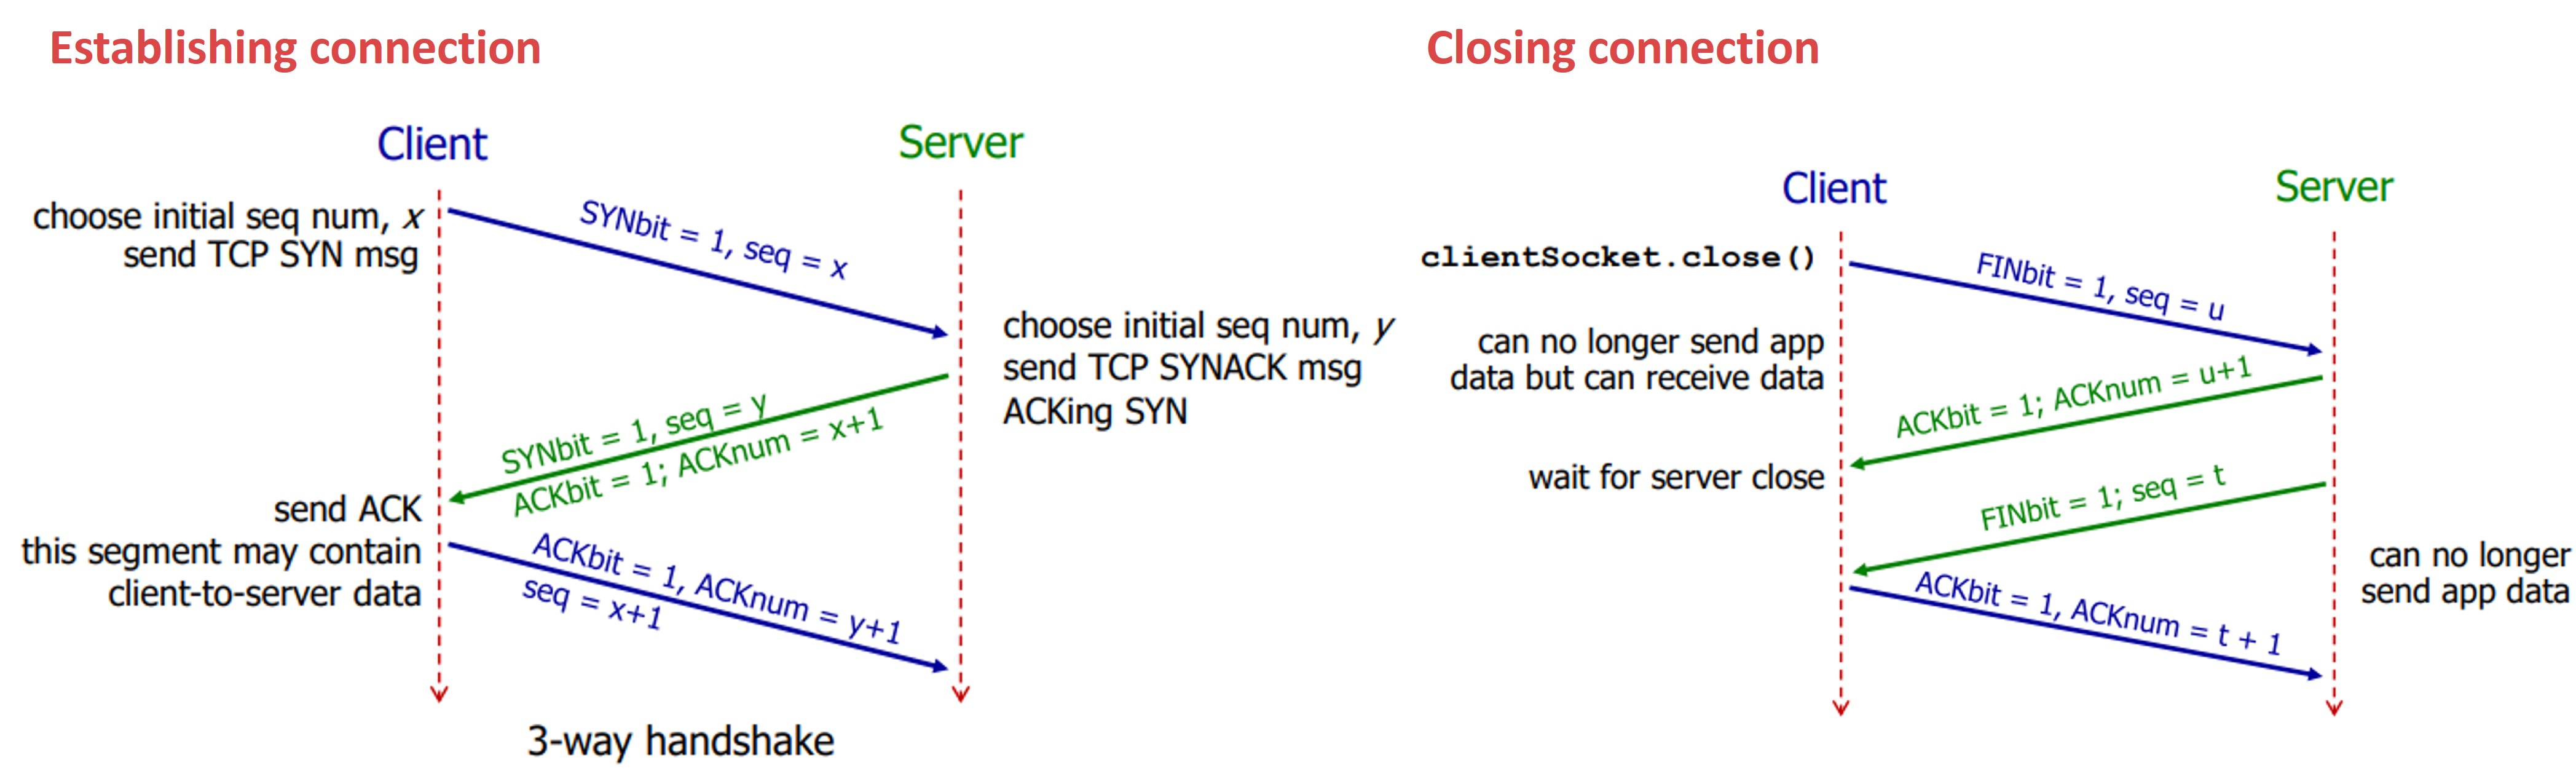 Establishing connection
Client
Server
choose initial seq num, x
send TCP SYN msg
SYNbit = 1, seq = x
choose initial seq num, y
send TCP SYNACK msg
ACKing SYN
SYNbit = 1, seq = y
ACKbit = 1; ACKnum = x+1
send ACK
this segment may contain
client-to-server data
ACKbit = 1, ACKnum = y+1
seq = x+1
3-way handshake
Closing connection
Client
Server
clientSocket.close()
FINbit = 1, seq = u
can no longer send app
data but can receive data
ACKbit = 1; ACKnum = u+1
wait for server close
FINbit = 1; seq = t
can no longer
send app data
ACKbit = 1, ACKnum = t + 1